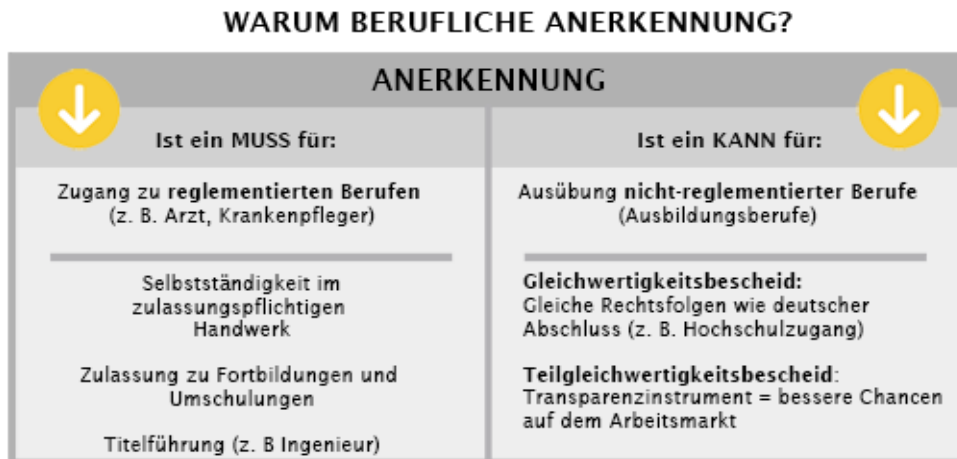 WARUM BERUFLICHE ANERKENNUNG?
ANERKENNUNG
Ist ein MUSS für:
Zugang zu reglementierten Berufen
(z. B. Arzt, Krankenpfleger)
Selbstständigkeit im
zulassungspflichtigen
Handwerk
Zulassung zu Fortbildungen und
Umschulungen
Titelführung (z. B Ingenieur)
Ist ein KANN für:
Ausübung nicht-reglementierter Berufe
(Ausbildungsberufe)
Gleichwertigkeitsbescheid:
Gleiche Rechtsfolgen wie deutscher
Abschluss (z. B. Hochschulzugang)
Teilgleichwertigkeitsbescheid:
Transparenzinstrument = bessere Chancen
auf dem Arbeitsmarkt